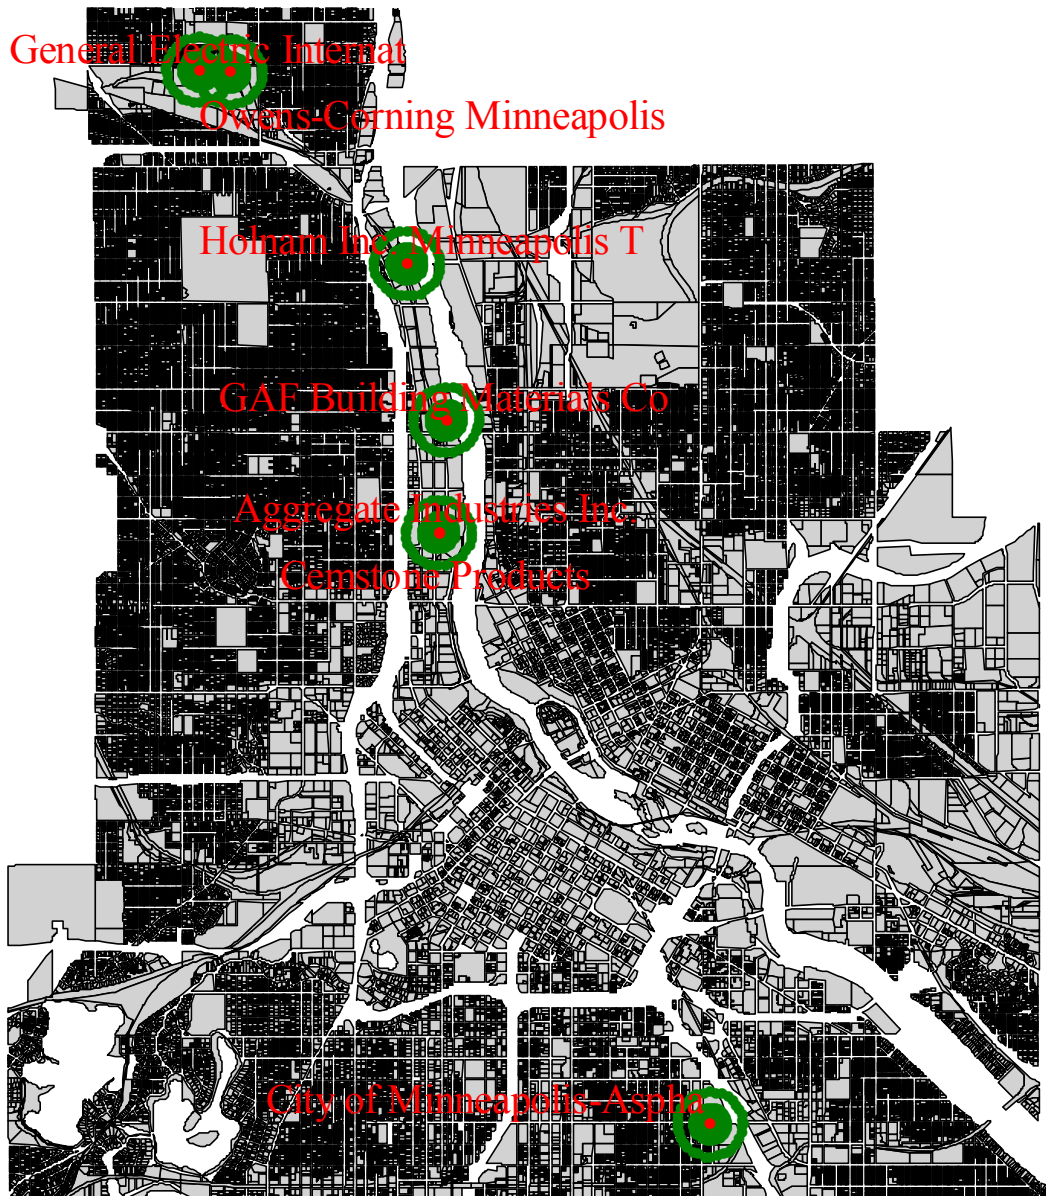 General Electric Internat
Owens-Corning Minneapolis
Holnam Inc. Minneapolis T
GAF Building Materials Co
Aggregate Industries Inc.
Cemstone Products
City of Minneapolis-Aspha